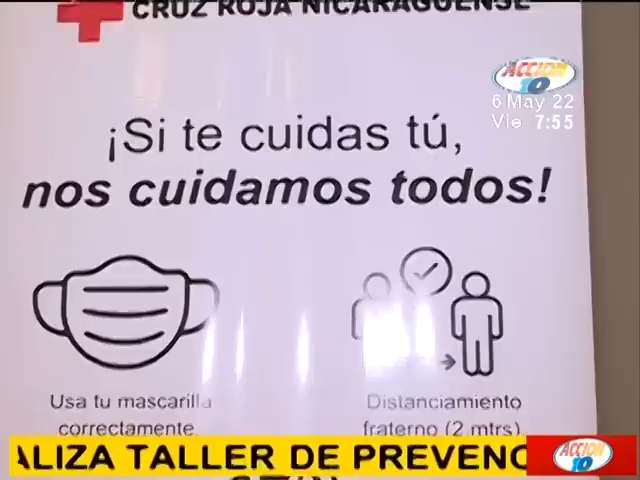 CRUZ ROJA NICARAGÜENSE
ACCION
10
6 May 22
Vie 7:55
¡Si te cuidas tú,
nos cuidamos todos!
Usa tu mascarilla
correctamente.
Distanciamiento
fraterno (2 mtrs)
ALIZA TALLER DE PREVENC
ACCION
10